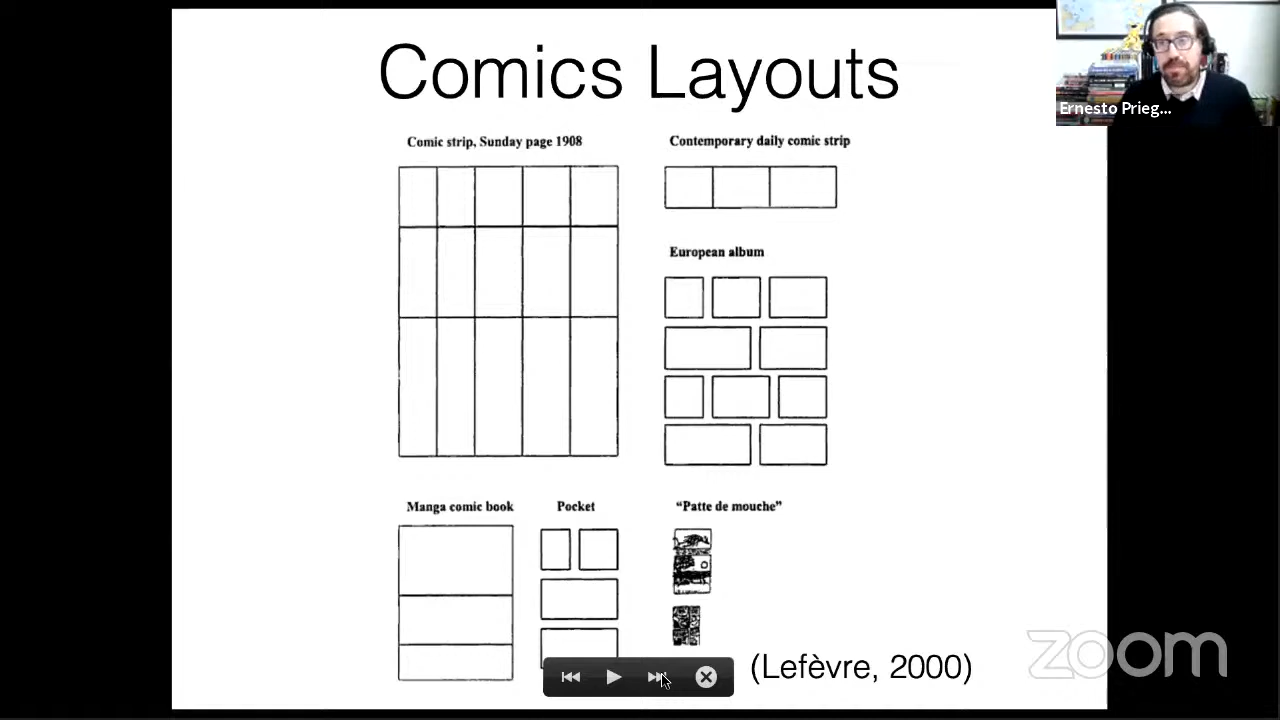 Comics Layouts
Ernesto Prieg...
Comic strip, Sunday page 1908
Contemporary daily comic strip
European album
Manga comic book
Pocket
“Patte de mouche”
(Lefèvre, 2000)
zoom